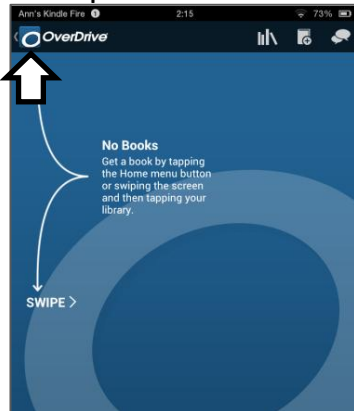 Ann's Kindle Fire 1 2:15 73%
OverDrive
No Books
Get a book by tapping
the Home menu button
or swiping the screen
and then tapping your
library.
SWIPE >